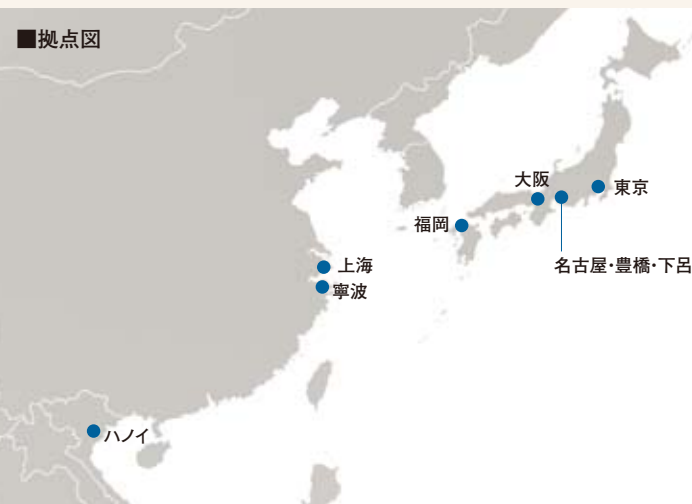 ■拠点図
大阪
東京
福岡
名古屋・豊橋・下呂
上海
寧波
ハノイ